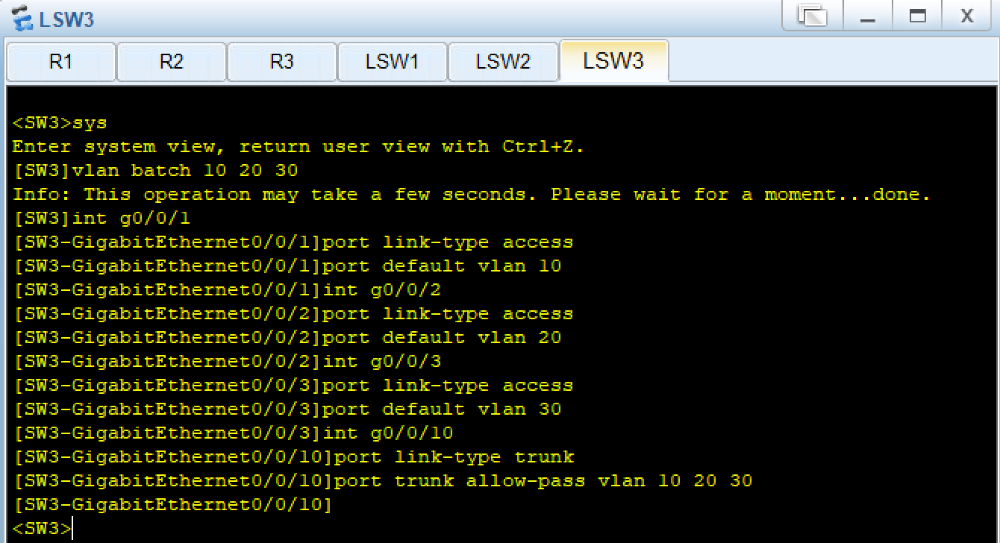 LSW3
X
R1 R2 R3 LSW1 LSW2 LSW3
<SW3>sys
Enter system view, return user view with Ctrl+Z.
[SW3]vlan batch 10 20 30
Info: This operation may take a few seconds. Please wait for a moment...done.
[SW3]int g0/0/1
[SW3-GigabitEthernet0/0/1]port link-type access
[SW3-GigabitEthernet0/0/1]port default vlan 10
[SW3-GigabitEthernet0/0/1]int g0/0/2
[SW3-GigabitEthernet0/0/2]port link-type access
[SW3-GigabitEthernet0/0/2]port default vlan 20
[SW3-GigabitEthernet0/0/2]int g0/0/3
[SW3-GigabitEthernet0/0/3]port link-type access
[SW3-GigabitEthernet0/0/3]port default vlan 30
[SW3-GigabitEthernet0/0/3]int g0/0/10
[SW3-GigabitEthernet0/0/10]port link-type trunk
[SW3-GigabitEthernet0/0/10]port trunk allow-pass vlan 10 20 30
[SW3-GigabitEthernet0/0/10]
<SW3>